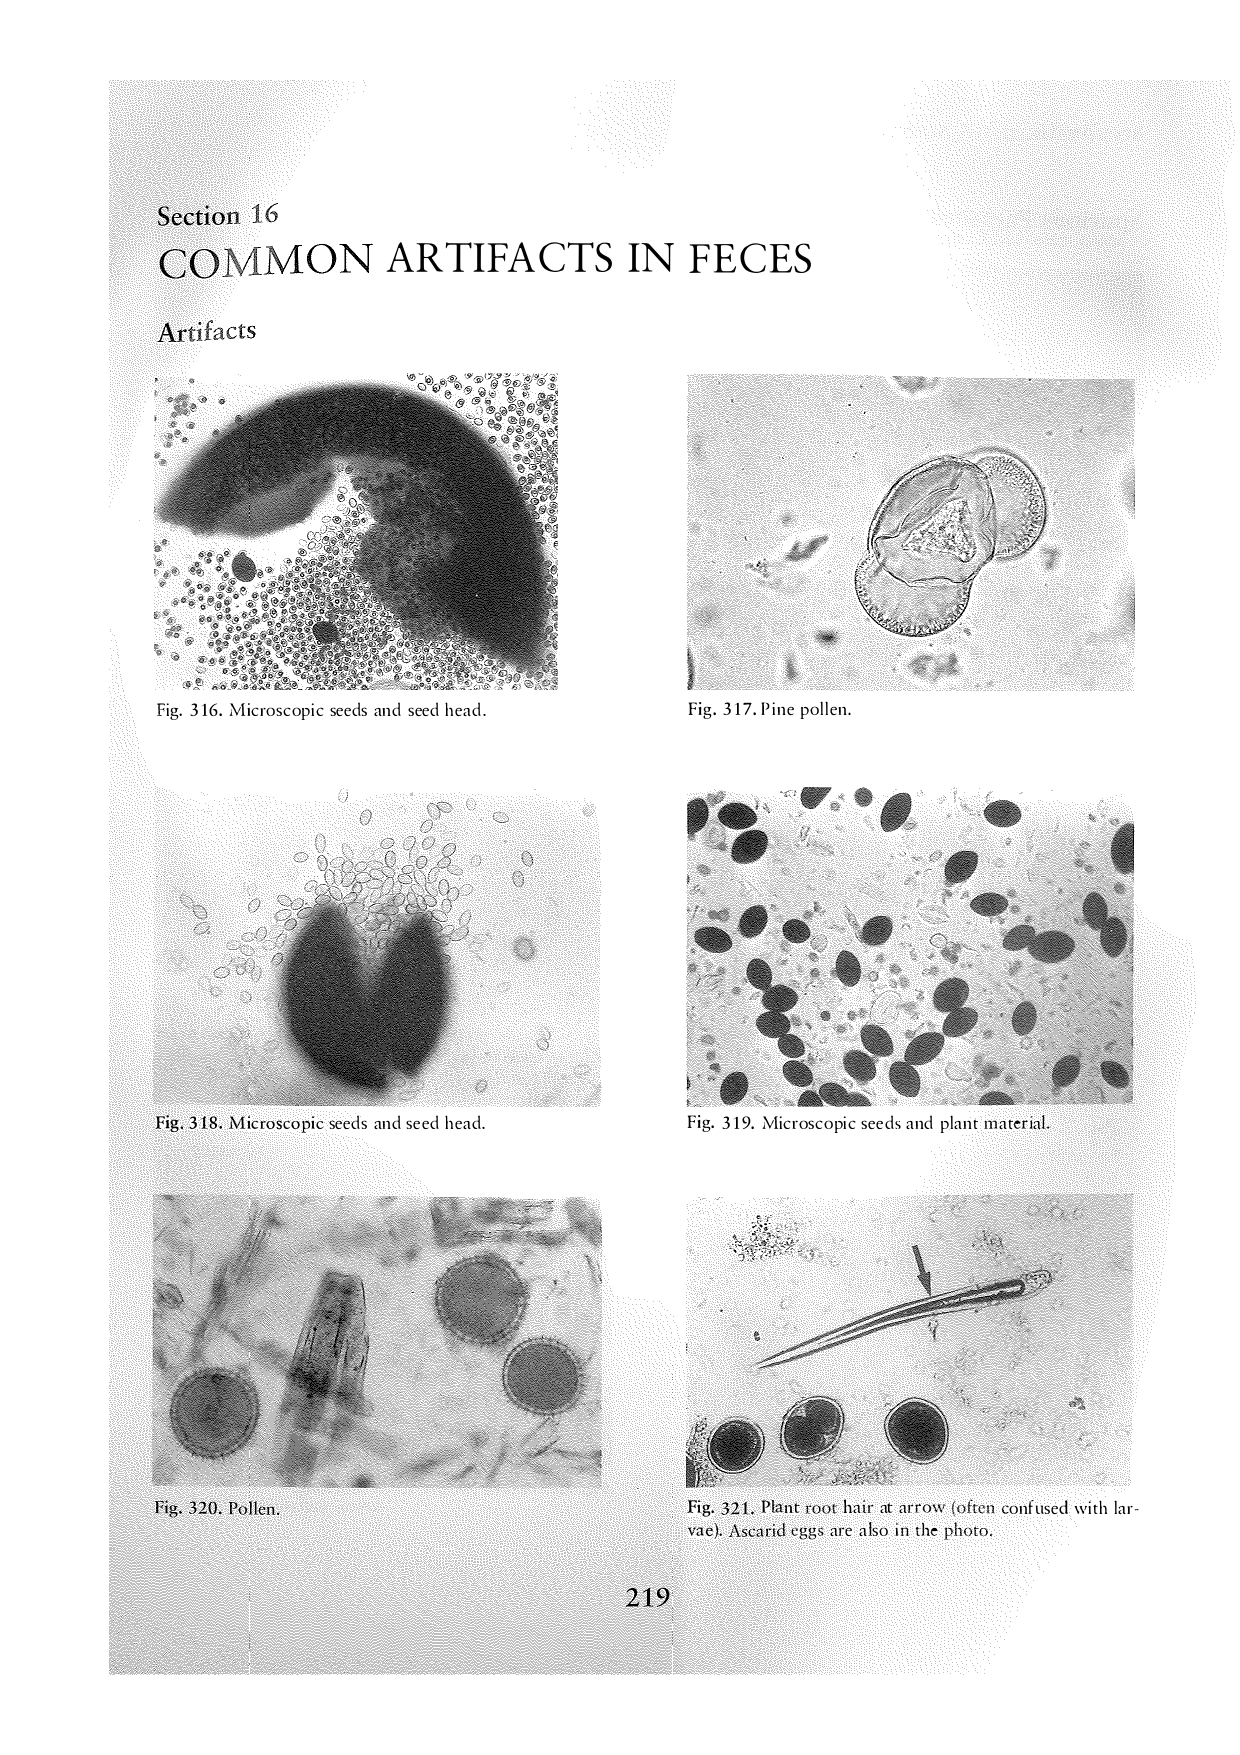 Section 16
COMMON ARTIFACTS IN FECES
Artifacts
Fig. 316. Microscopic seeds and seed head.
Fig. 317. Pine pollen.
Fig. 318. Microscopic seeds and seed head.
Fig. 319. Microscopic seeds and plant material.
Fig. 320. Pollen.
Fig. 321. Plant root hair at arrow (often confused with lar-
vae). Ascarid eggs are also in the photo.
219